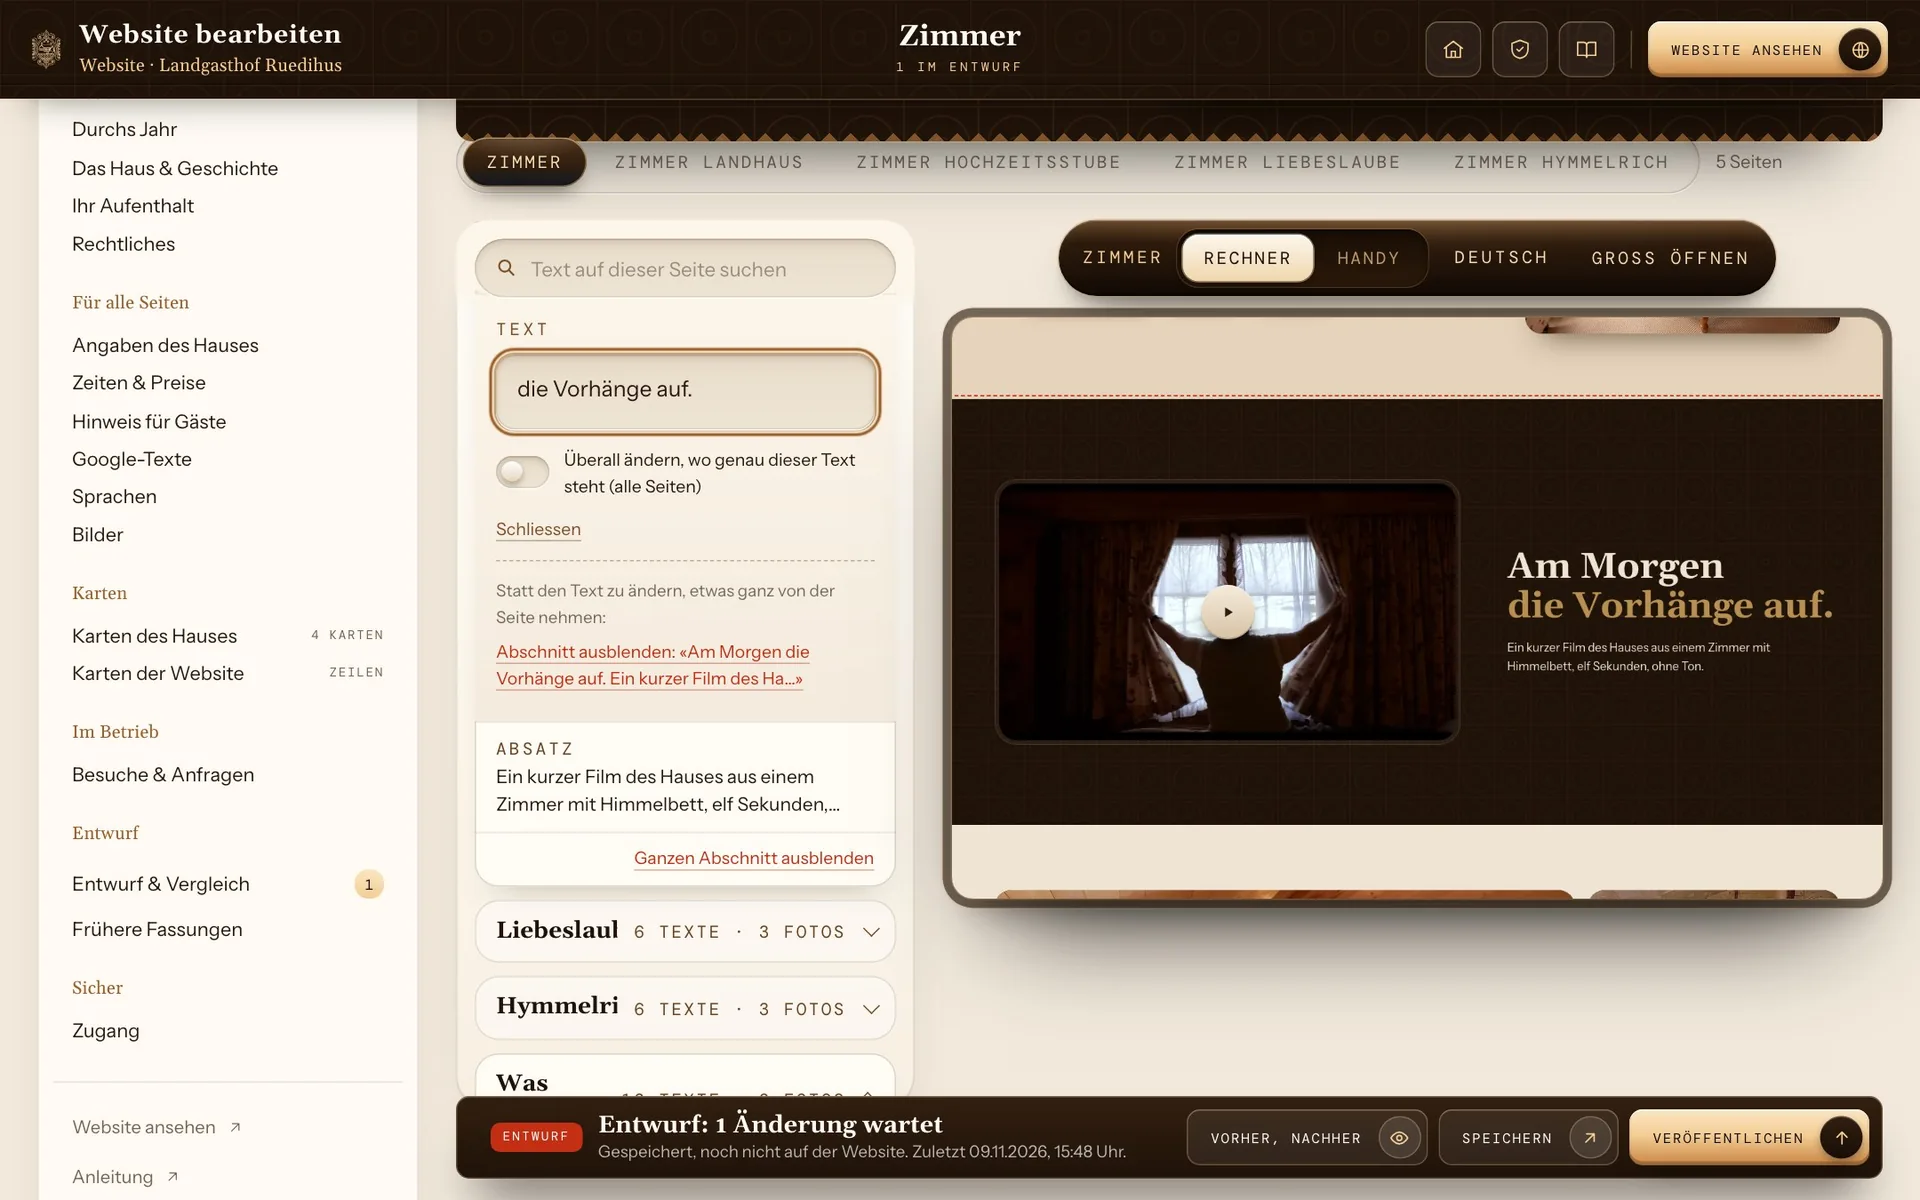 Website bearbeiten
Website · Landgasthof Ruedihus
Zimmer
1 IM ENTWURF
WEBSITE ANSEHEN
Durchs Jahr
Das Haus & Geschichte
Ihr Aufenthalt
Rechtliches
Für alle Seiten
Angaben des Hauses
Zeiten & Preise
Hinweis für Gäste
Google-Texte
Sprachen
Bilder
Karten
Karten des Hauses 4 KARTEN
Karten der Website ZEILEN
Im Betrieb
Besuche & Anfragen
Entwurf
Entwurf & Vergleich 1
Frühere Fassungen
Sicher
Zugang
Website ansehen
Anleitung
ZIMMER ZIMMER LANDHAUS ZIMMER HOCHZEITSSTUBE ZIMMER LIEBESLAUBE ZIMMER HYMMELRICH 5 Seiten
Text auf dieser Seite suchen
TEXT
die Vorhänge auf.
Überall ändern, wo genau dieser Text
steht (alle Seiten)
Schliessen
Statt den Text zu ändern, etwas ganz von der
Seite nehmen:
Abschnitt ausblenden: «Am Morgen die
Vorhänge auf. Ein kurzer Film des Ha...»
ABSATZ
Ein kurzer Film des Hauses aus einem
Zimmer mit Himmelbett, elf Sekunden,...
Ganzen Abschnitt ausblenden
6 TEXTE · 3 FOTOS
6 TEXTE · 3 FOTOS
Was
ZIMMER RECHNER HANDY DEUTSCH GROSS ÖFFNEN
Am Morgen
die Vorhänge auf.
Ein kurzer Film des Hauses aus einem Zimmer mit
Himmelbett, elf Sekunden, ohne Ton.
ENTWURF
Entwurf: 1 Änderung wartet
Gespeichert, noch nicht auf der Website. Zuletzt 09.11.2026, 15:48 Uhr.
VORHER, NACHHER
SPEICHERN
VERÖFFENTLICHEN